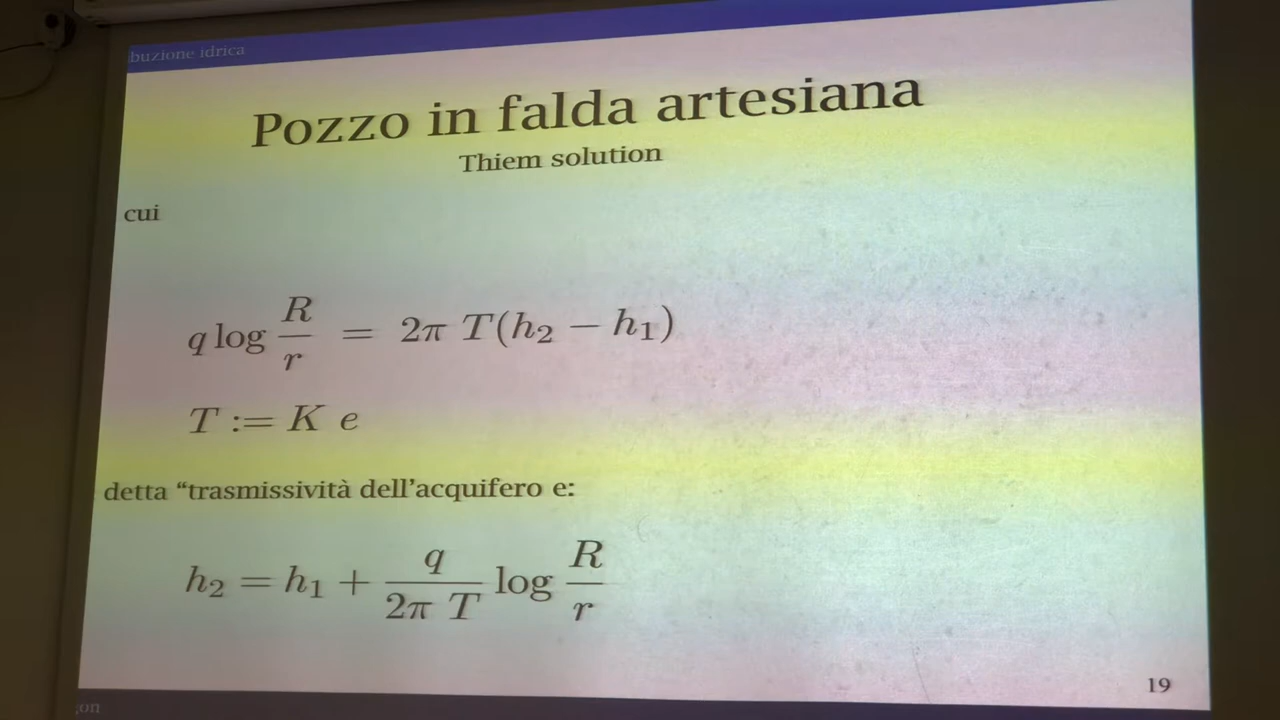 buzione idrica
Pozzo in falda artesiana
Thiem solution
cui
q log R/r = 2π T(h₂ − h₁)
T := K e
detta “trasmissività dell'acquifero e:
h₂ = h₁ + q/2π T log R/r
19
gon